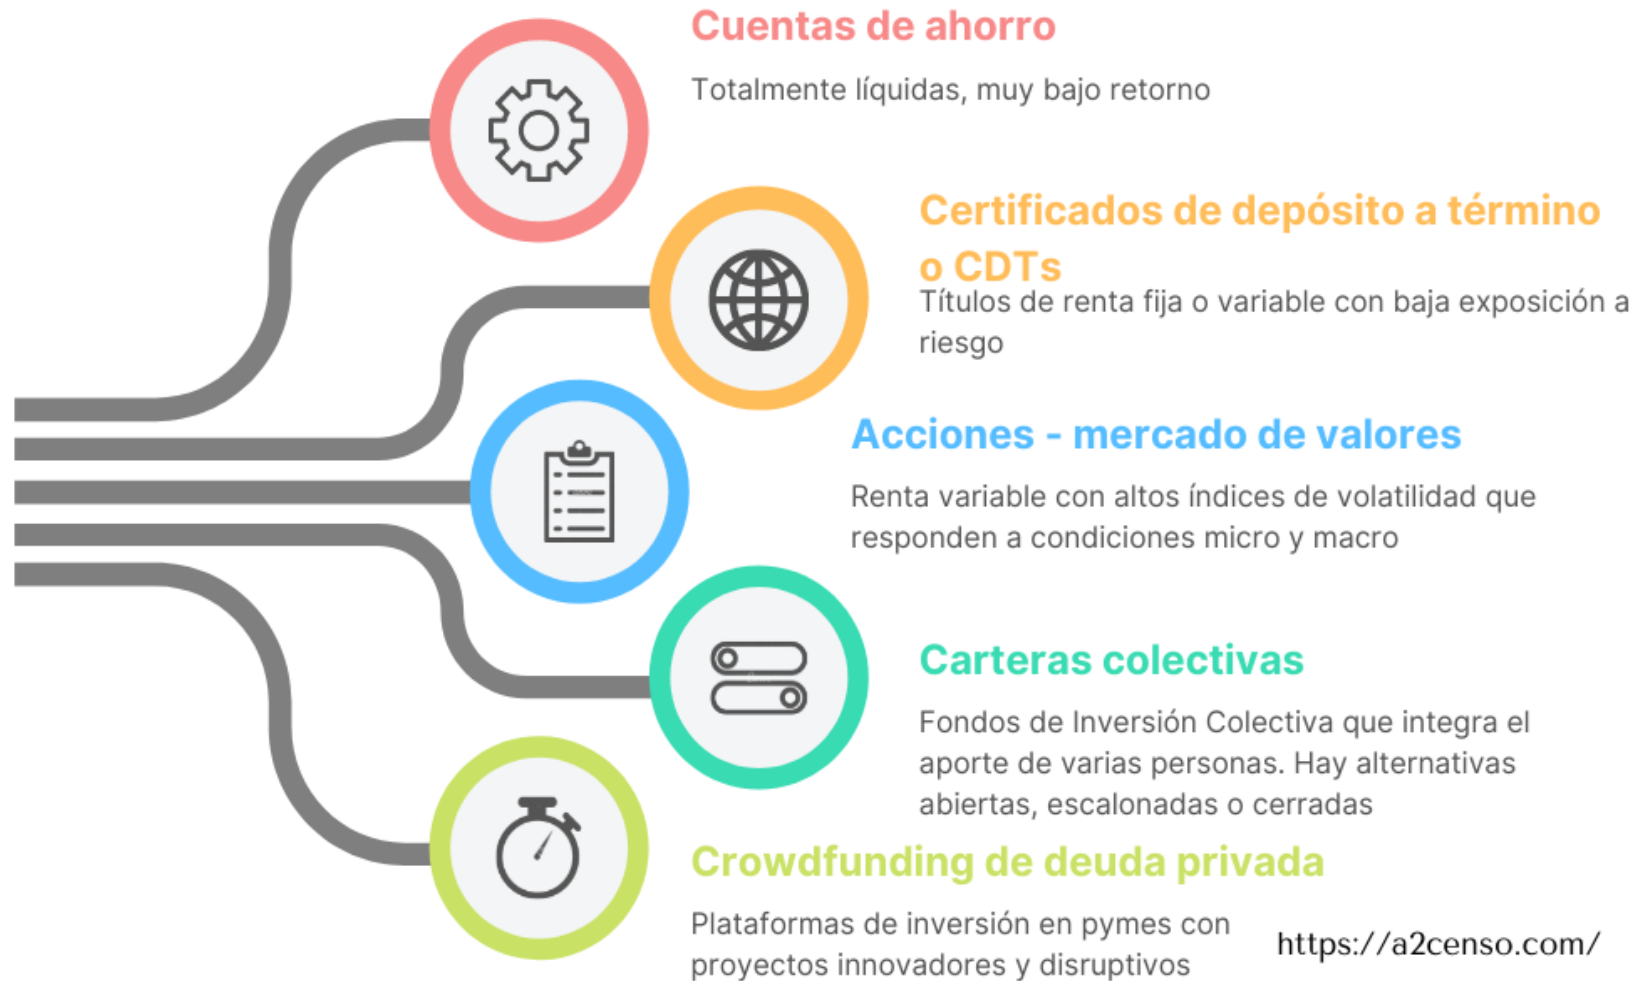 Cuentas de ahorro
Totalmente líquidas, muy bajo retorno
Certificados de depósito a término
o CDTs
Títulos de renta fija o variable con baja exposición a
riesgo
Acciones - mercado de valores
Renta variable con altos índices de volatilidad que
responden a condiciones micro y macro
Carteras colectivas
Fondos de Inversión Colectiva que integra el
aporte de varias personas. Hay alternativas
abiertas, escalonadas o cerradas
Crowdfunding de deuda privada
Plataformas de inversión en pymes con
proyectos innovadores y disruptivos
https://a2censo.com/